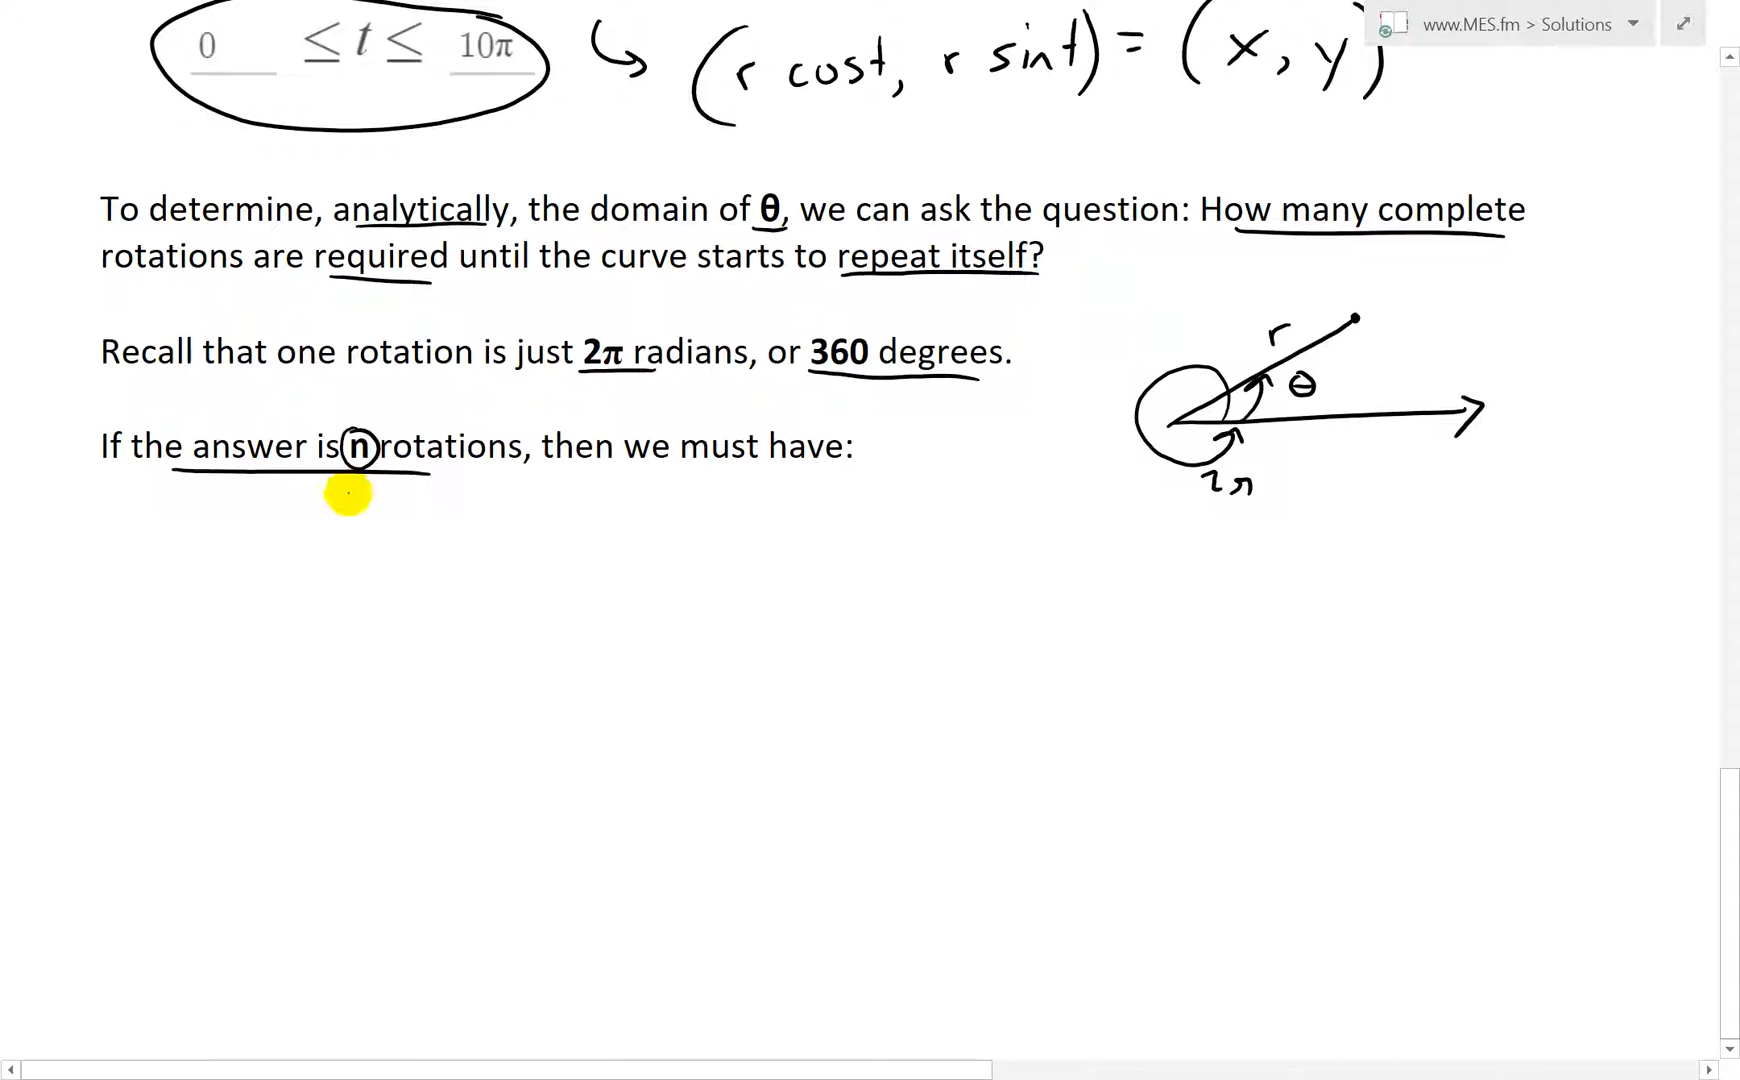 www.MES.fm > Solutions
0 ≤ t ≤ 10π
(r cost, r sint) = (x, y)
To determine, analytically, the domain of θ, we can ask the question: How many complete
rotations are required until the curve starts to repeat itself?
r
θ
Recall that one rotation is just 2π radians, or 360 degrees.
If the answer is n rotations, then we must have:
2π